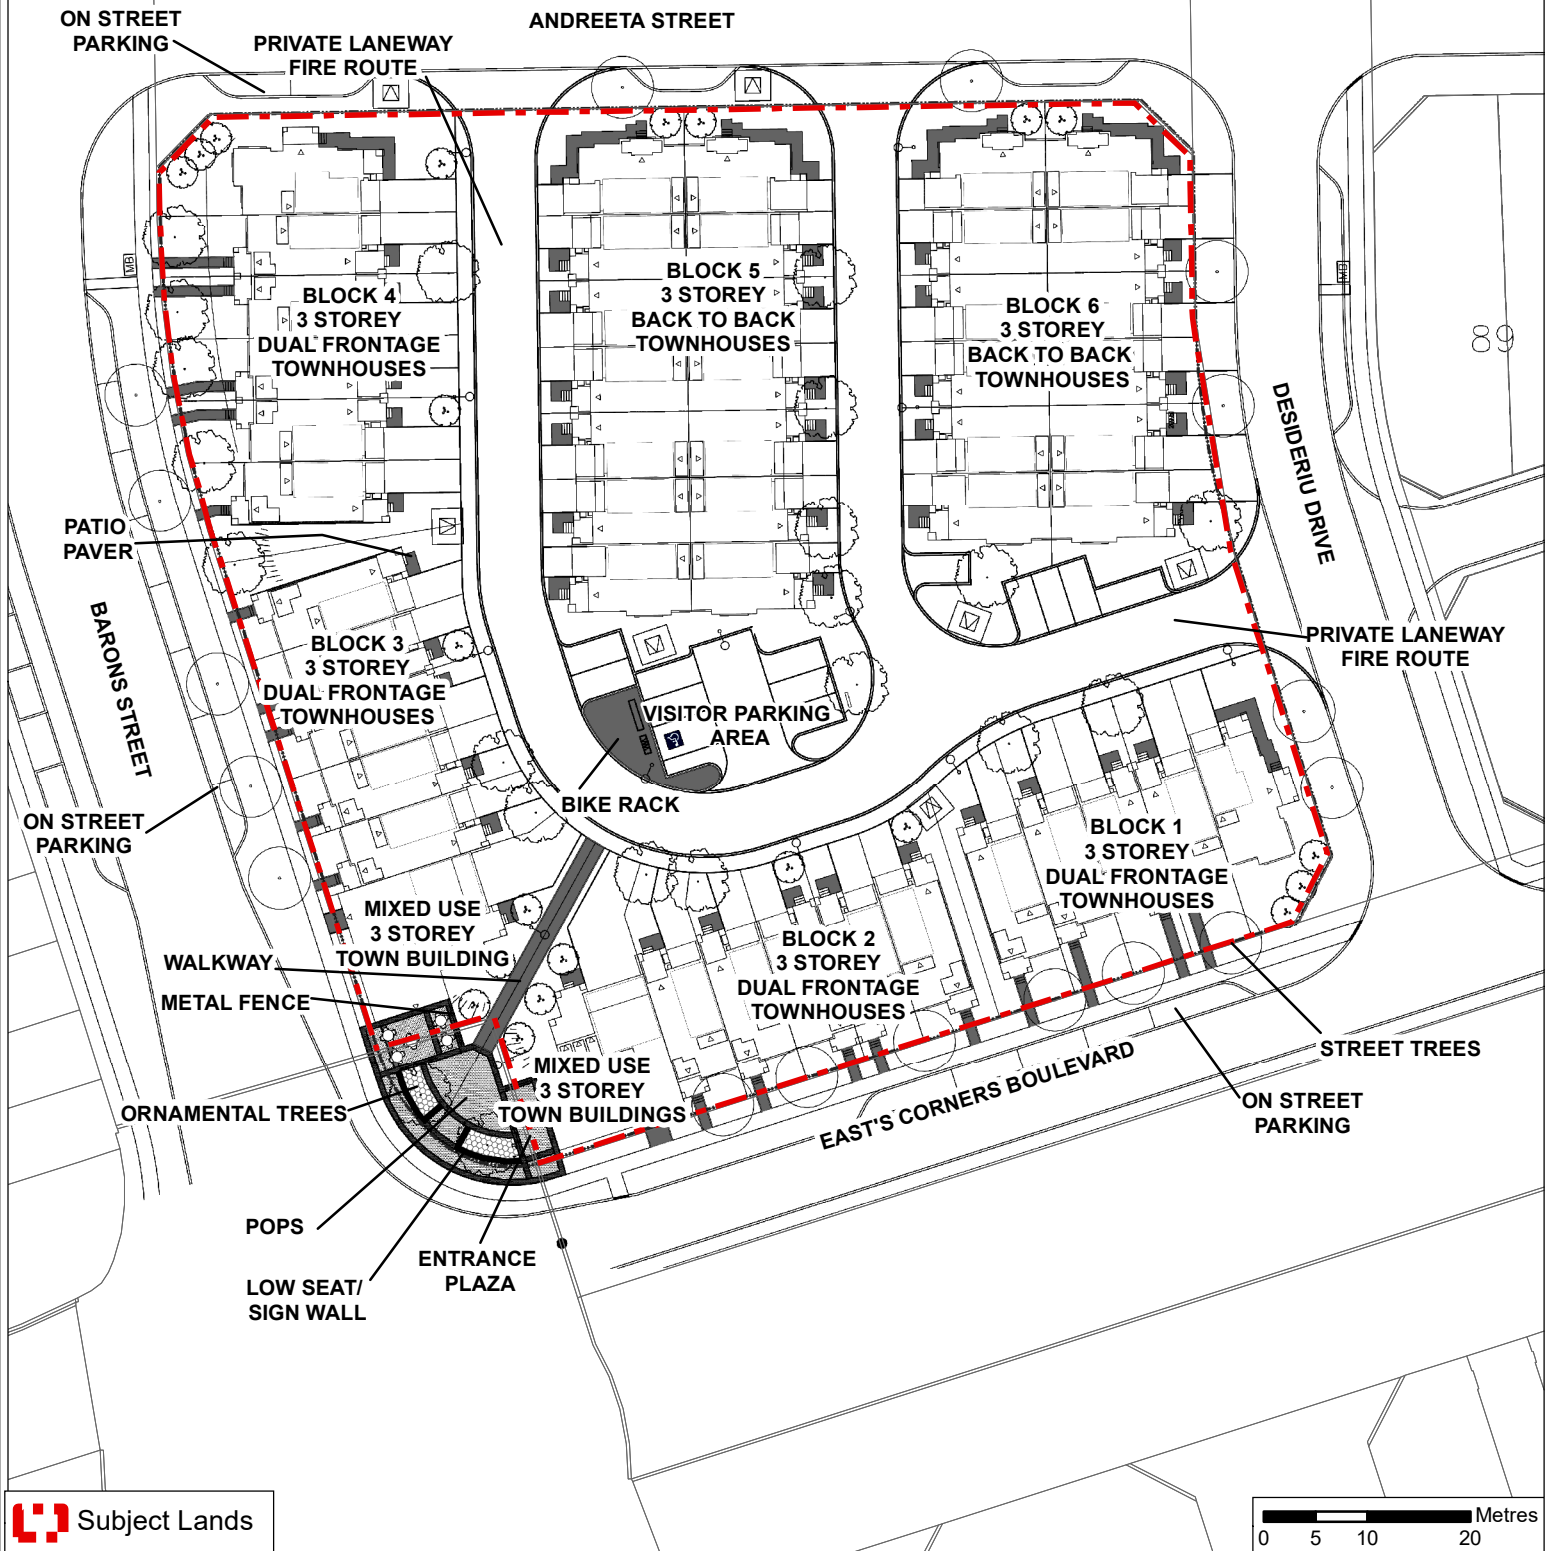 ON STREET
PARKING
ANDREETA STREET
PRIVATE LANEWAY
FIRE ROUTE
BLOCK 4
3 STOREY
DUAL FRONTAGE
TOWNHOUSES
BLOCK 5
3 STOREY
BACK TO BACK
TOWNHOUSES
BLOCK 6
3 STOREY
BACK TO BACK
TOWNHOUSES
MB
89
DESIDERIU DRIVE
PATIO
PAVER
BARONS STREET
BLOCK 3
3 STOREY
DUAL FRONTAGE
TOWNHOUSES
PRIVATE LANEWAY
FIRE ROUTE
VISITOR PARKING
AREA
BIKE RACK
ON STREET
PARKING
BLOCK 1
3 STOREY
DUAL FRONTAGE
TOWNHOUSES
MIXED USE
3 STOREY
TOWN BUILDING
BLOCK 2
3 STOREY
DUAL FRONTAGE
TOWNHOUSES
WALKWAY
METAL FENCE
MIXED USE
3 STOREY
TOWN BUILDINGS
STREET TREES
ORNAMENTAL TREES
EAST'S CORNERS BOULEVARD
ON STREET
PARKING
POPS
ENTRANCE
PLAZA
LOW SEAT/
SIGN WALL
Subject Lands
Metres
0 5 10 20